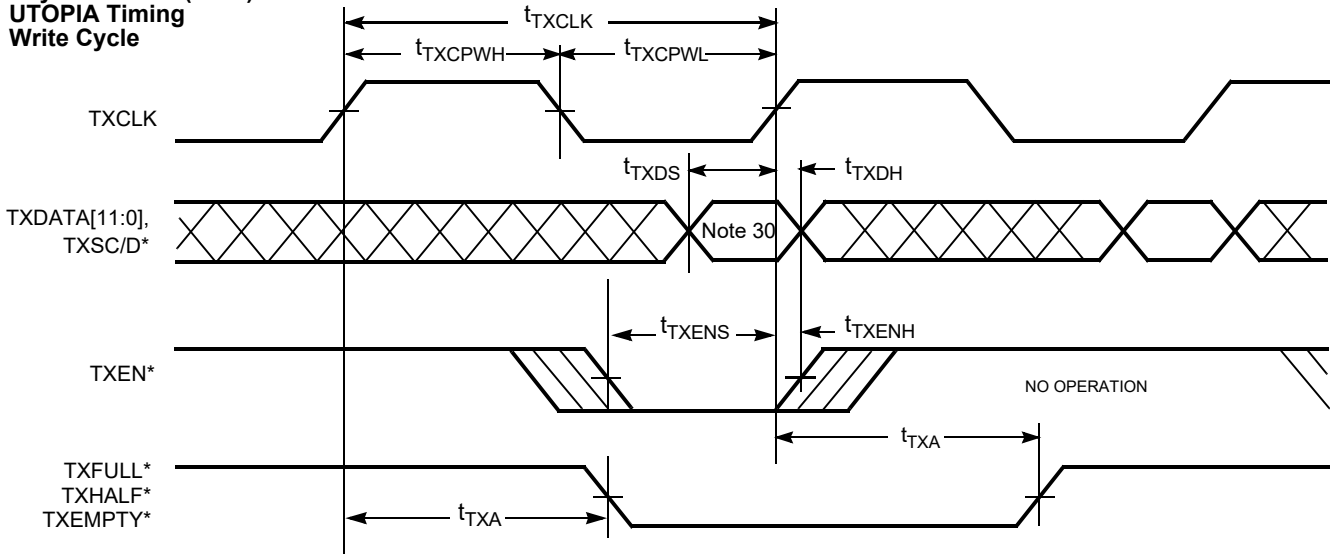 UTOPIA Timing
Write Cycle
tTXCLK
tTXCPWH
tTXCPWL
TXCLK
tTXDS
tTXDH
TXDATA[11:0],
TXSC/D*
Note 30
tTXENS
tTXENH
TXEN*
NO OPERATION
tTXA
TXFULL*
TXHALF*
TXEMPTY*
tTXA